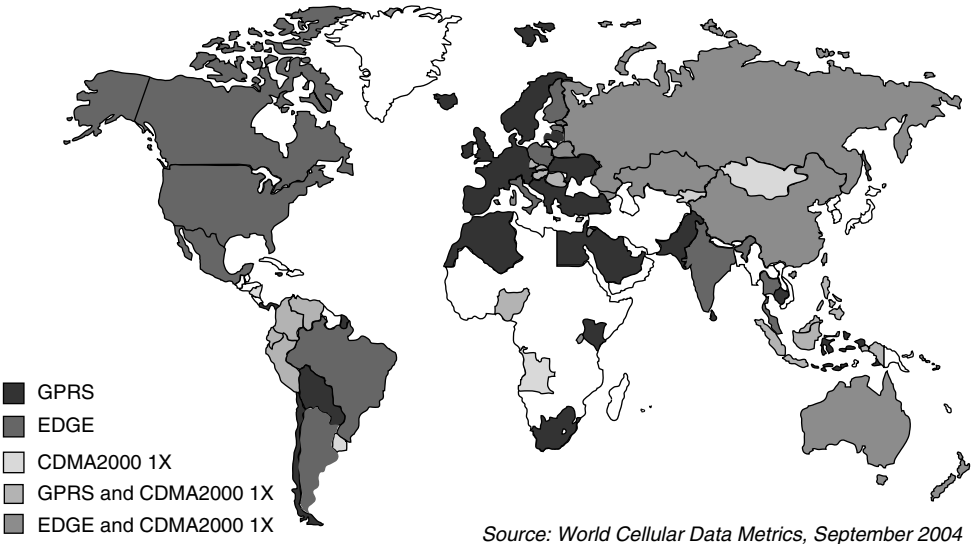 GPRS
EDGE
CDMA2000 1X
GPRS and CDMA2000 1X
EDGE and CDMA2000 1X
Source: World Cellular Data Metrics, September 2004